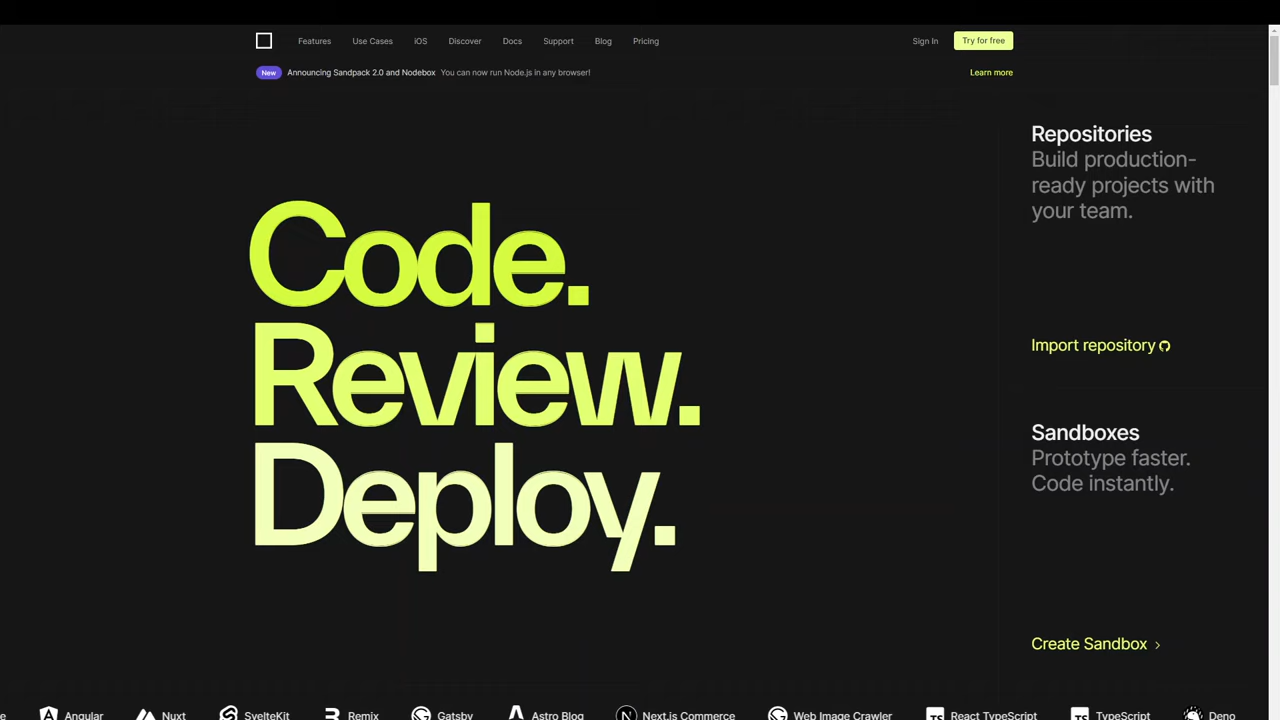 Features Use Cases iOS Discover Docs Support Blog Pricing Sign In Try for free
New Announcing Sandpack 2.0 and Nodebox You can now run Node.js in any browser! Learn more
Code.
Review.
Deploy.
Repositories
Build production-
ready projects with
your team.
Import repository
Sandboxes
Prototype faster.
Code instantly.
Create Sandbox
Angular Nuxt SvelteKit Remix Gatsby Astro Blog Next.js Commerce Web Image Crawler React TypeScript TypeScript Deno